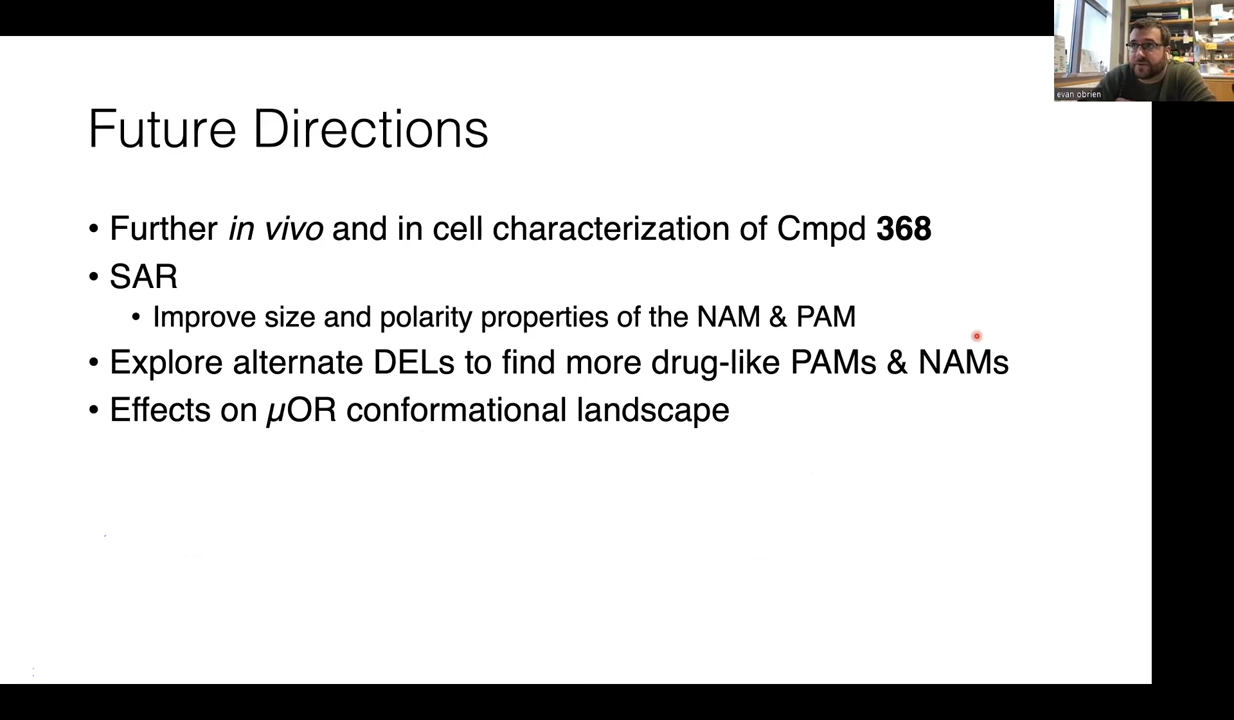 evan obrien
Future Directions
• Further in vivo and in cell characterization of Cmpd 368
• SAR
• Improve size and polarity properties of the NAM & PAM
• Explore alternate DELs to find more drug-like PAMs & NAMs
• Effects on µOR conformational landscape